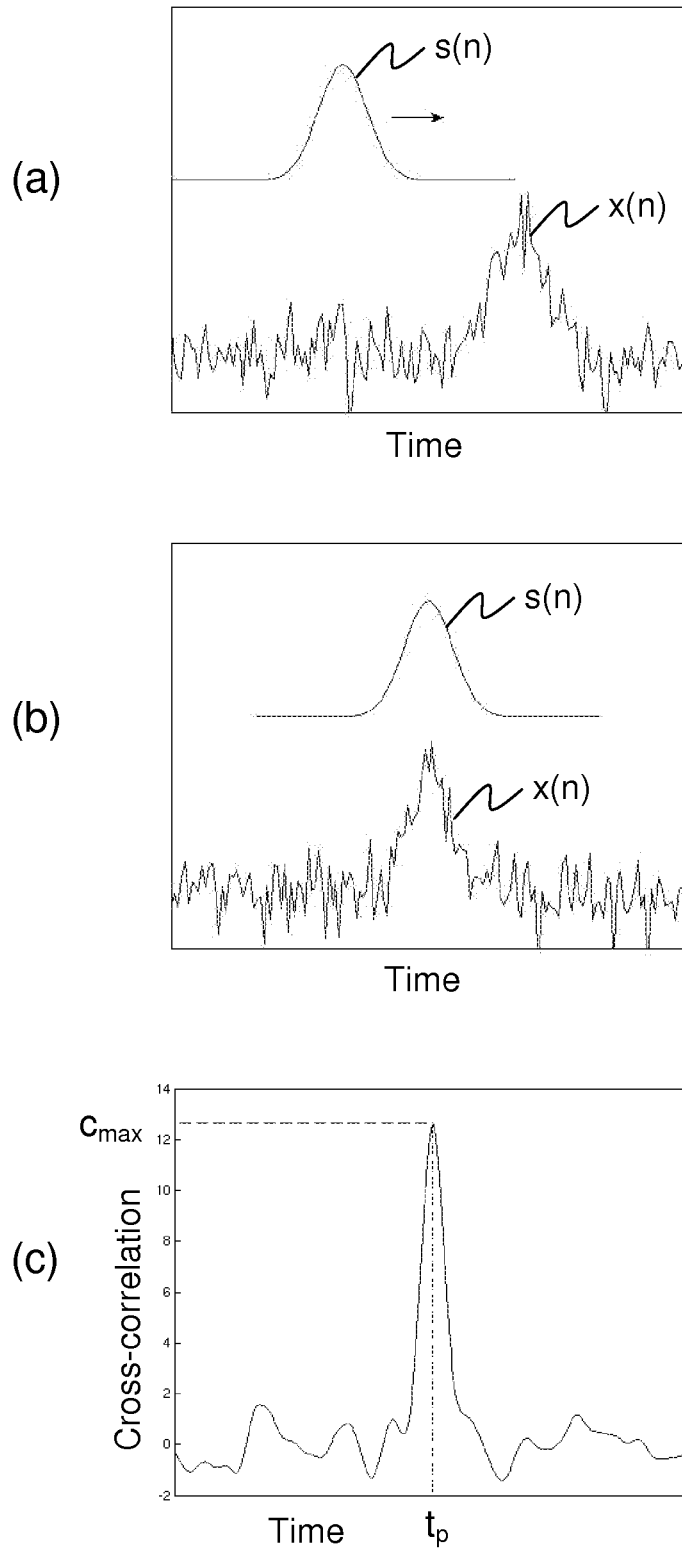 (a)
s(n)
x(n)
Time
(b)
s(n)
x(n)
Time
(c)
Cross-correlation
c_max
14
12
10
8
6
4
2
0
-2
Time
t_p